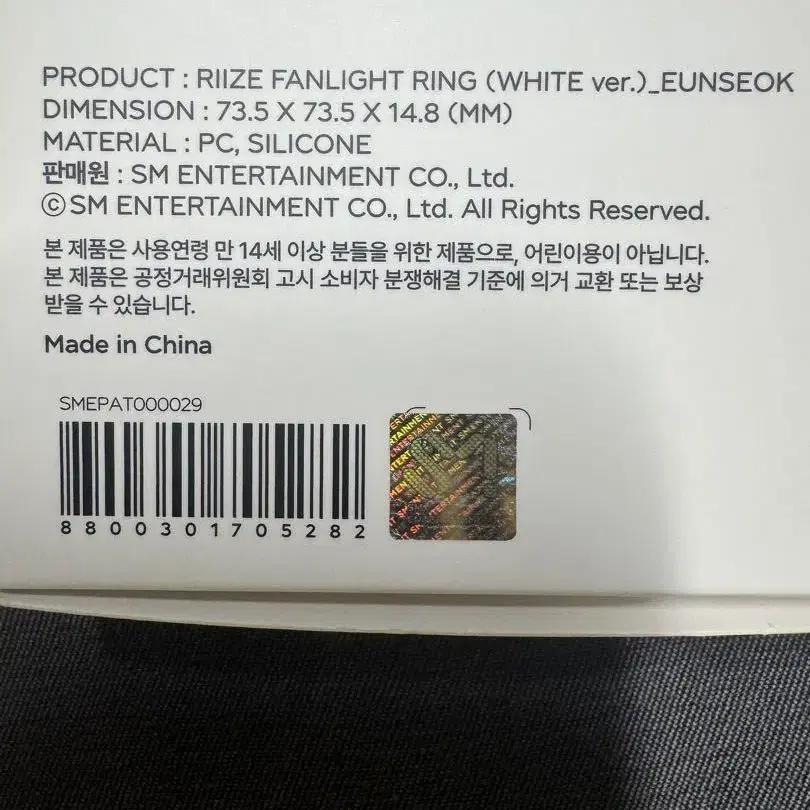 PRODUCT : RIIZE FANLIGHT RING (WHITE ver.)_EUNSEOK
DIMENSION : 73.5 X 73.5 X 14.8 (MM)
MATERIAL : PC, SILICONE
판매원 : SM ENTERTAINMENT CO., Ltd.
ⓒSM ENTERTAINMENT CO., Ltd. All Rights Reserved.
본 제품은 사용연령 만 14세 이상 분들을 위한 제품으로, 어린이용이 아닙니다.
본 제품은 공정거래위원회 고시 소비자 분쟁해결 기준에 의거 교환 또는 보상
받을 수 있습니다.
Made in China
SMEPAT000029
8800301705282